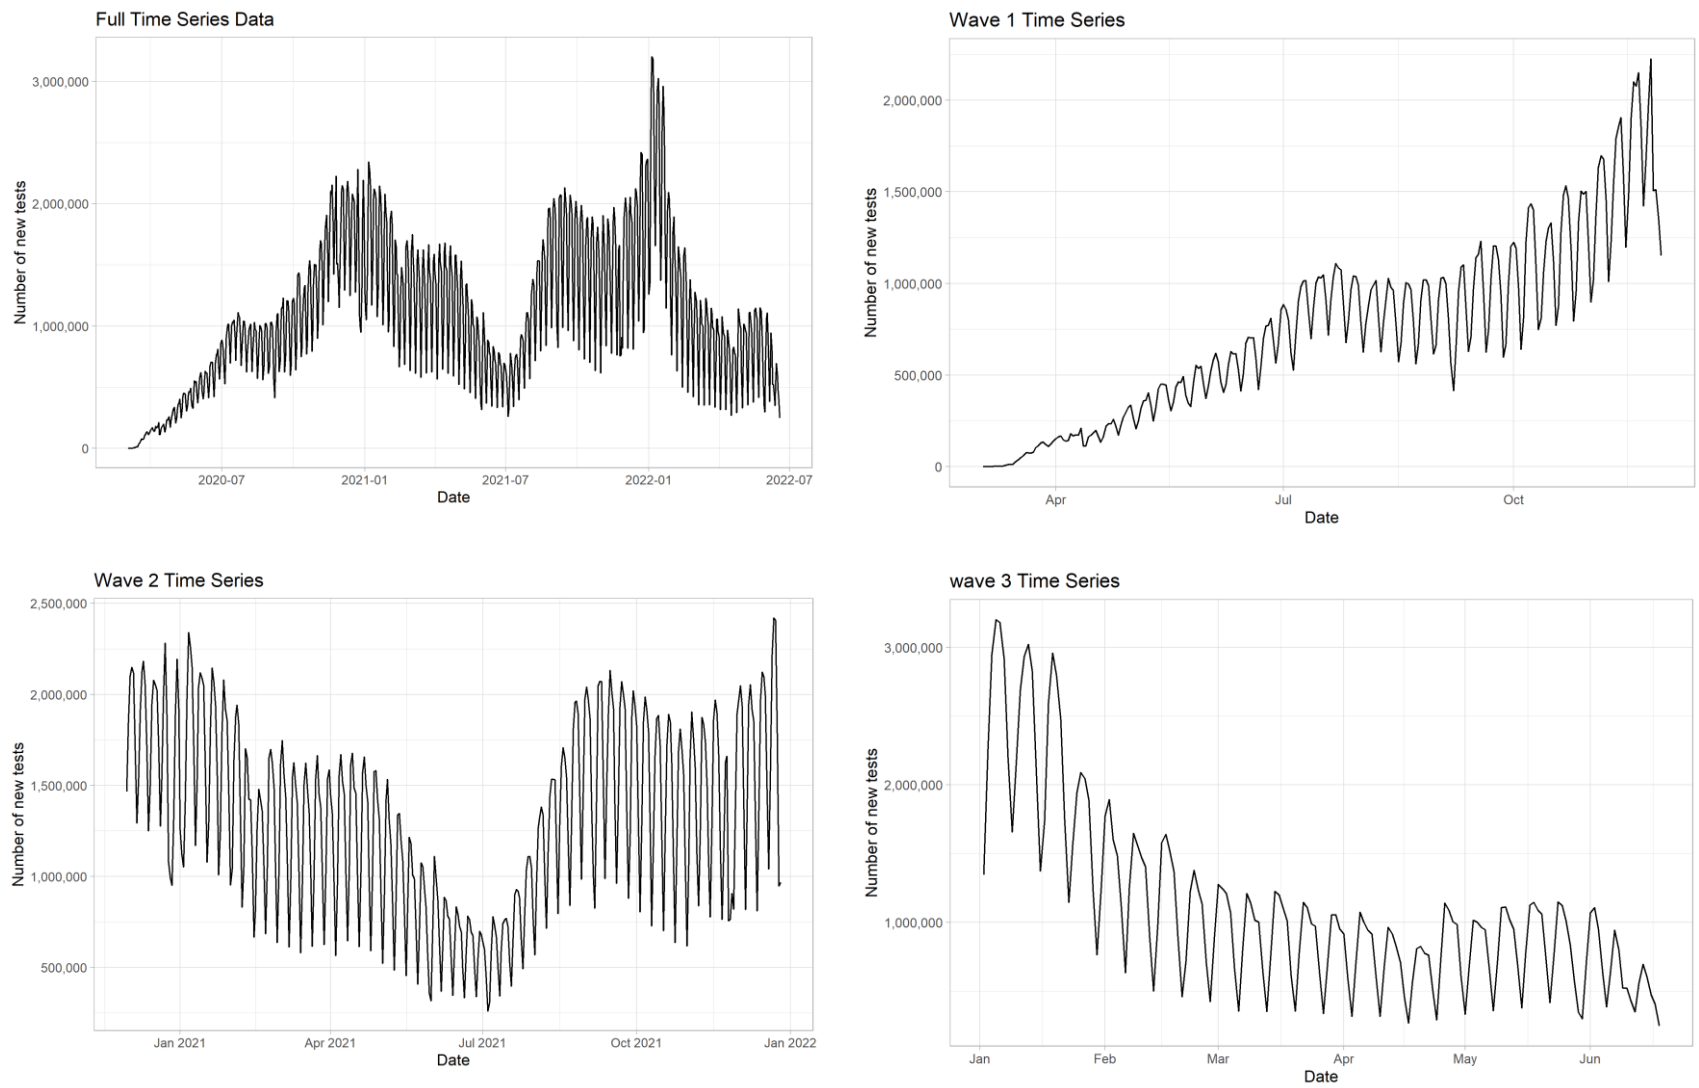 Full Time Series Data
Number of new tests
3,000,000
2,000,000
1,000,000
0
2020-07 2021-01 2021-07 2022-01 2022-07
Date
Wave 1 Time Series
Number of new tests
2,000,000
1,500,000
1,000,000
500,000
0
Apr Jul Oct
Date
Wave 2 Time Series
Number of new tests
2,500,000
2,000,000
1,500,000
1,000,000
500,000
Jan 2021 Apr 2021 Jul 2021 Oct 2021 Jan 2022
Date
wave 3 Time Series
Number of new tests
3,000,000
2,000,000
1,000,000
Jan Feb Mar Apr May Jun
Date